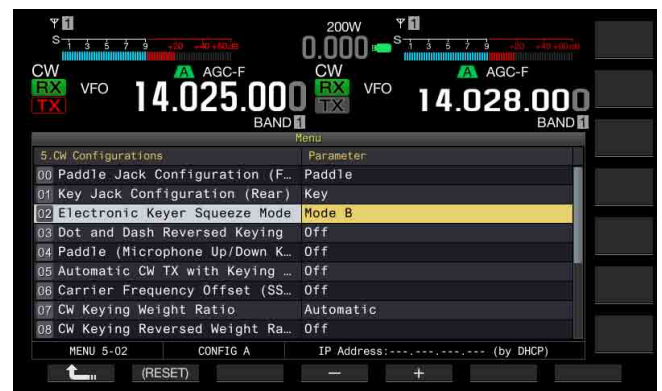 1 200W 1
S 1 3 5 7 9 +20 +40 +60dB 0.000 S 1 3 5 7 9 +20 +40 +60dB
CW A AGC-F CW A AGC-F
RX VFO 14.025.000 RX VFO 14.028.000
TX TX
BAND 1 BAND 1
Menu
5.CW Configurations Parameter
00 Paddle Jack Configuration (F… Paddle
01 Key Jack Configuration (Rear) Key
02 Electronic Keyer Squeeze Mode Mode B
03 Dot and Dash Reversed Keying Off
04 Paddle (Microphone Up/Down K… Off
05 Automatic CW TX with Keying … Off
06 Carrier Frequency Offset (SS… Off
07 CW Keying Weight Ratio Automatic
08 CW Keying Reversed Weight Ra… Off
MENU 5-02 CONFIG A IP Address:---.---.---.--- (by DHCP)
(RESET) − +